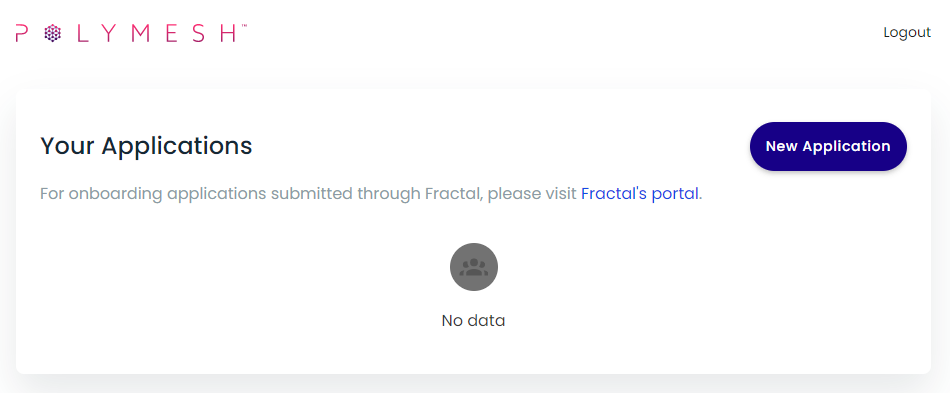 POLYMESH™
Logout
Your Applications
New Application
For onboarding applications submitted through Fractal, please visit Fractal's portal.
No data